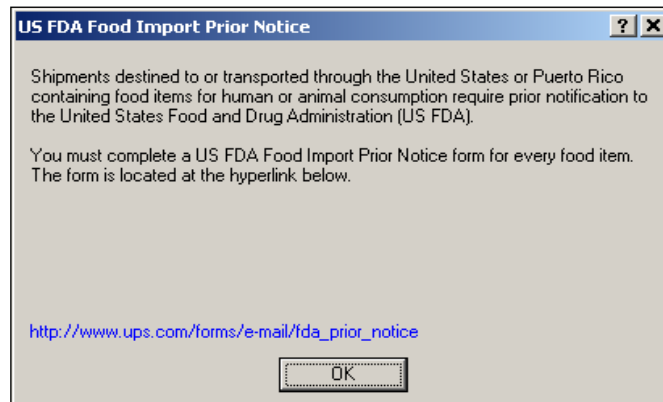 US FDA Food Import Prior Notice
Shipments destined to or transported through the United States or Puerto Rico
containing food items for human or animal consumption require prior notification to
the United States Food and Drug Administration (US FDA).
You must complete a US FDA Food Import Prior Notice form for every food item.
The form is located at the hyperlink below.
http://www.ups.com/forms/e-mail/fda_prior_notice
OK